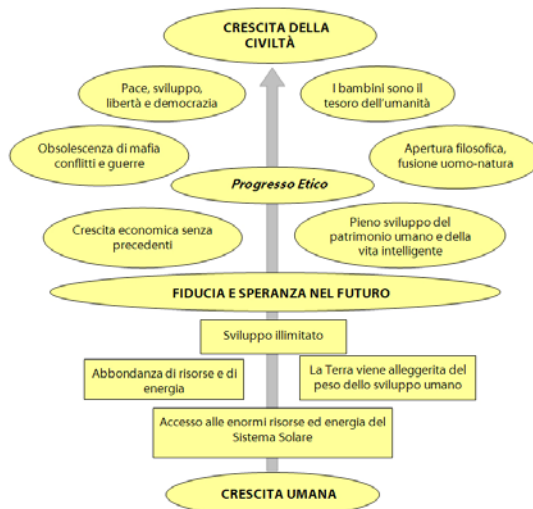 CRESCITA DELLA
CIVILTÀ
Pace, sviluppo,
libertà e democrazia
I bambini sono il
tesoro dell'umanità
Obsolescenza di mafia
conflitti e guerre
Apertura filosofica,
fusione uomo-natura
Progresso Etico
Crescita economica senza
precedenti
Pieno sviluppo del
patrimonio umano e della
vita intelligente
FIDUCIA E SPERANZA NEL FUTURO
Sviluppo illimitato
Abbondanza di risorse e di
energia
La Terra viene alleggerita del
peso dello sviluppo umano
Accesso alle enormi risorse ed energia del
Sistema Solare
CRESCITA UMANA